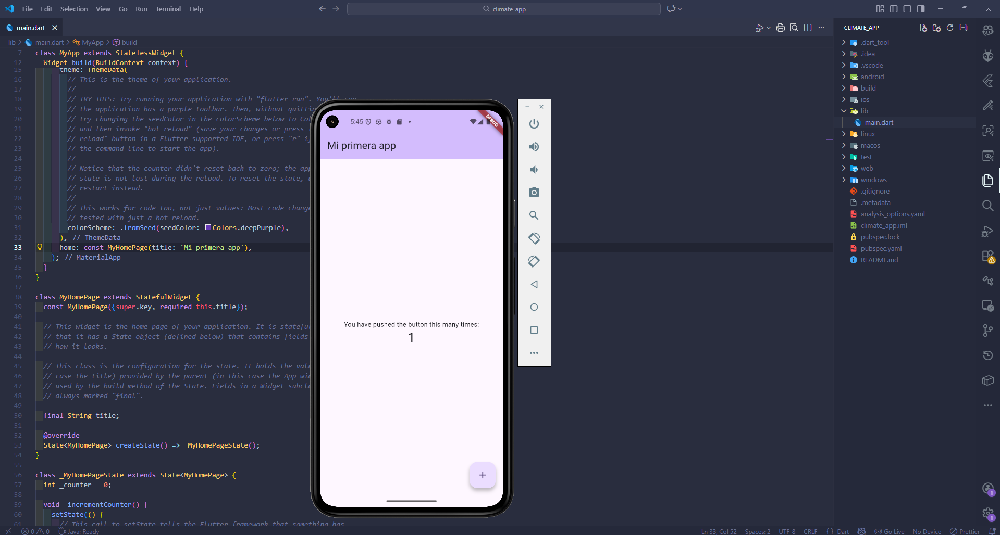 File Edit Selection View Go Run Terminal Help
climate_app
main.dart
lib > main.dart > MyApp > build
7 class MyApp extends StatelessWidget {
12 Widget build(BuildContext context) {
15 theme: ThemeData(
16 // This is the theme of your application.
17 //
18 // TRY THIS: Try running your application with "flutter run". You'll see
19 // the application has a purple toolbar. Then, without quittin
20 // try changing the seedColor in the colorScheme below to Co
21 // and then invoke "hot reload" (save your changes or press
22 // reload" button in a Flutter-supported IDE, or press "r" i
23 // the command line to start the app).
24 //
25 // Notice that the counter didn't reset back to zero; the app
26 // state is not lost during the reload. To reset the state,
27 // restart instead.
28 //
29 // This works for code too, not just values: Most code change
30 // tested with just a hot reload.
31 colorScheme: .fromSeed(seedColor: Colors.deepPurple),
32 ), // ThemeData
33 home: const MyHomePage(title: 'Mi primera app'),
34 ); // MaterialApp
35 }
36 }
37
38 class MyHomePage extends StatefulWidget {
39 const MyHomePage({super.key, required this.title});
40
41 // This widget is the home page of your application. It is stateful
42 // that it has a State object (defined below) that contains fields
43 // how it looks.
44
45 // This class is the configuration for the state. It holds the val
46 // case the title) provided by the parent (in this case the App wi
47 // used by the build method of the State. Fields in a Widget subcl
48 // always marked "final".
49
50 final String title;
51
52 @override
53 State<MyHomePage> createState() => _MyHomePageState();
54 }
55
56 class _MyHomePageState extends State<MyHomePage> {
57 int _counter = 0;
58
59 void _incrementCounter() {
60 setState(() {
61 // This call to setState tells the Flutter framework that something has
5:45
DEBUG
Mi primera app
You have pushed the button this many times:
1
CLIMATE_APP
.dart_tool
.idea
.vscode
android
build
ios
lib
main.dart
linux
macos
test
web
windows
.gitignore
.metadata
analysis_options.yaml
climate_app.iml
pubspec.lock
pubspec.yaml
README.md
1
1
0 0 Java: Ready
Ln 33, Col 52 Spaces: 2 UTF-8 CRLF { } Dart Go Live No Device Prettier